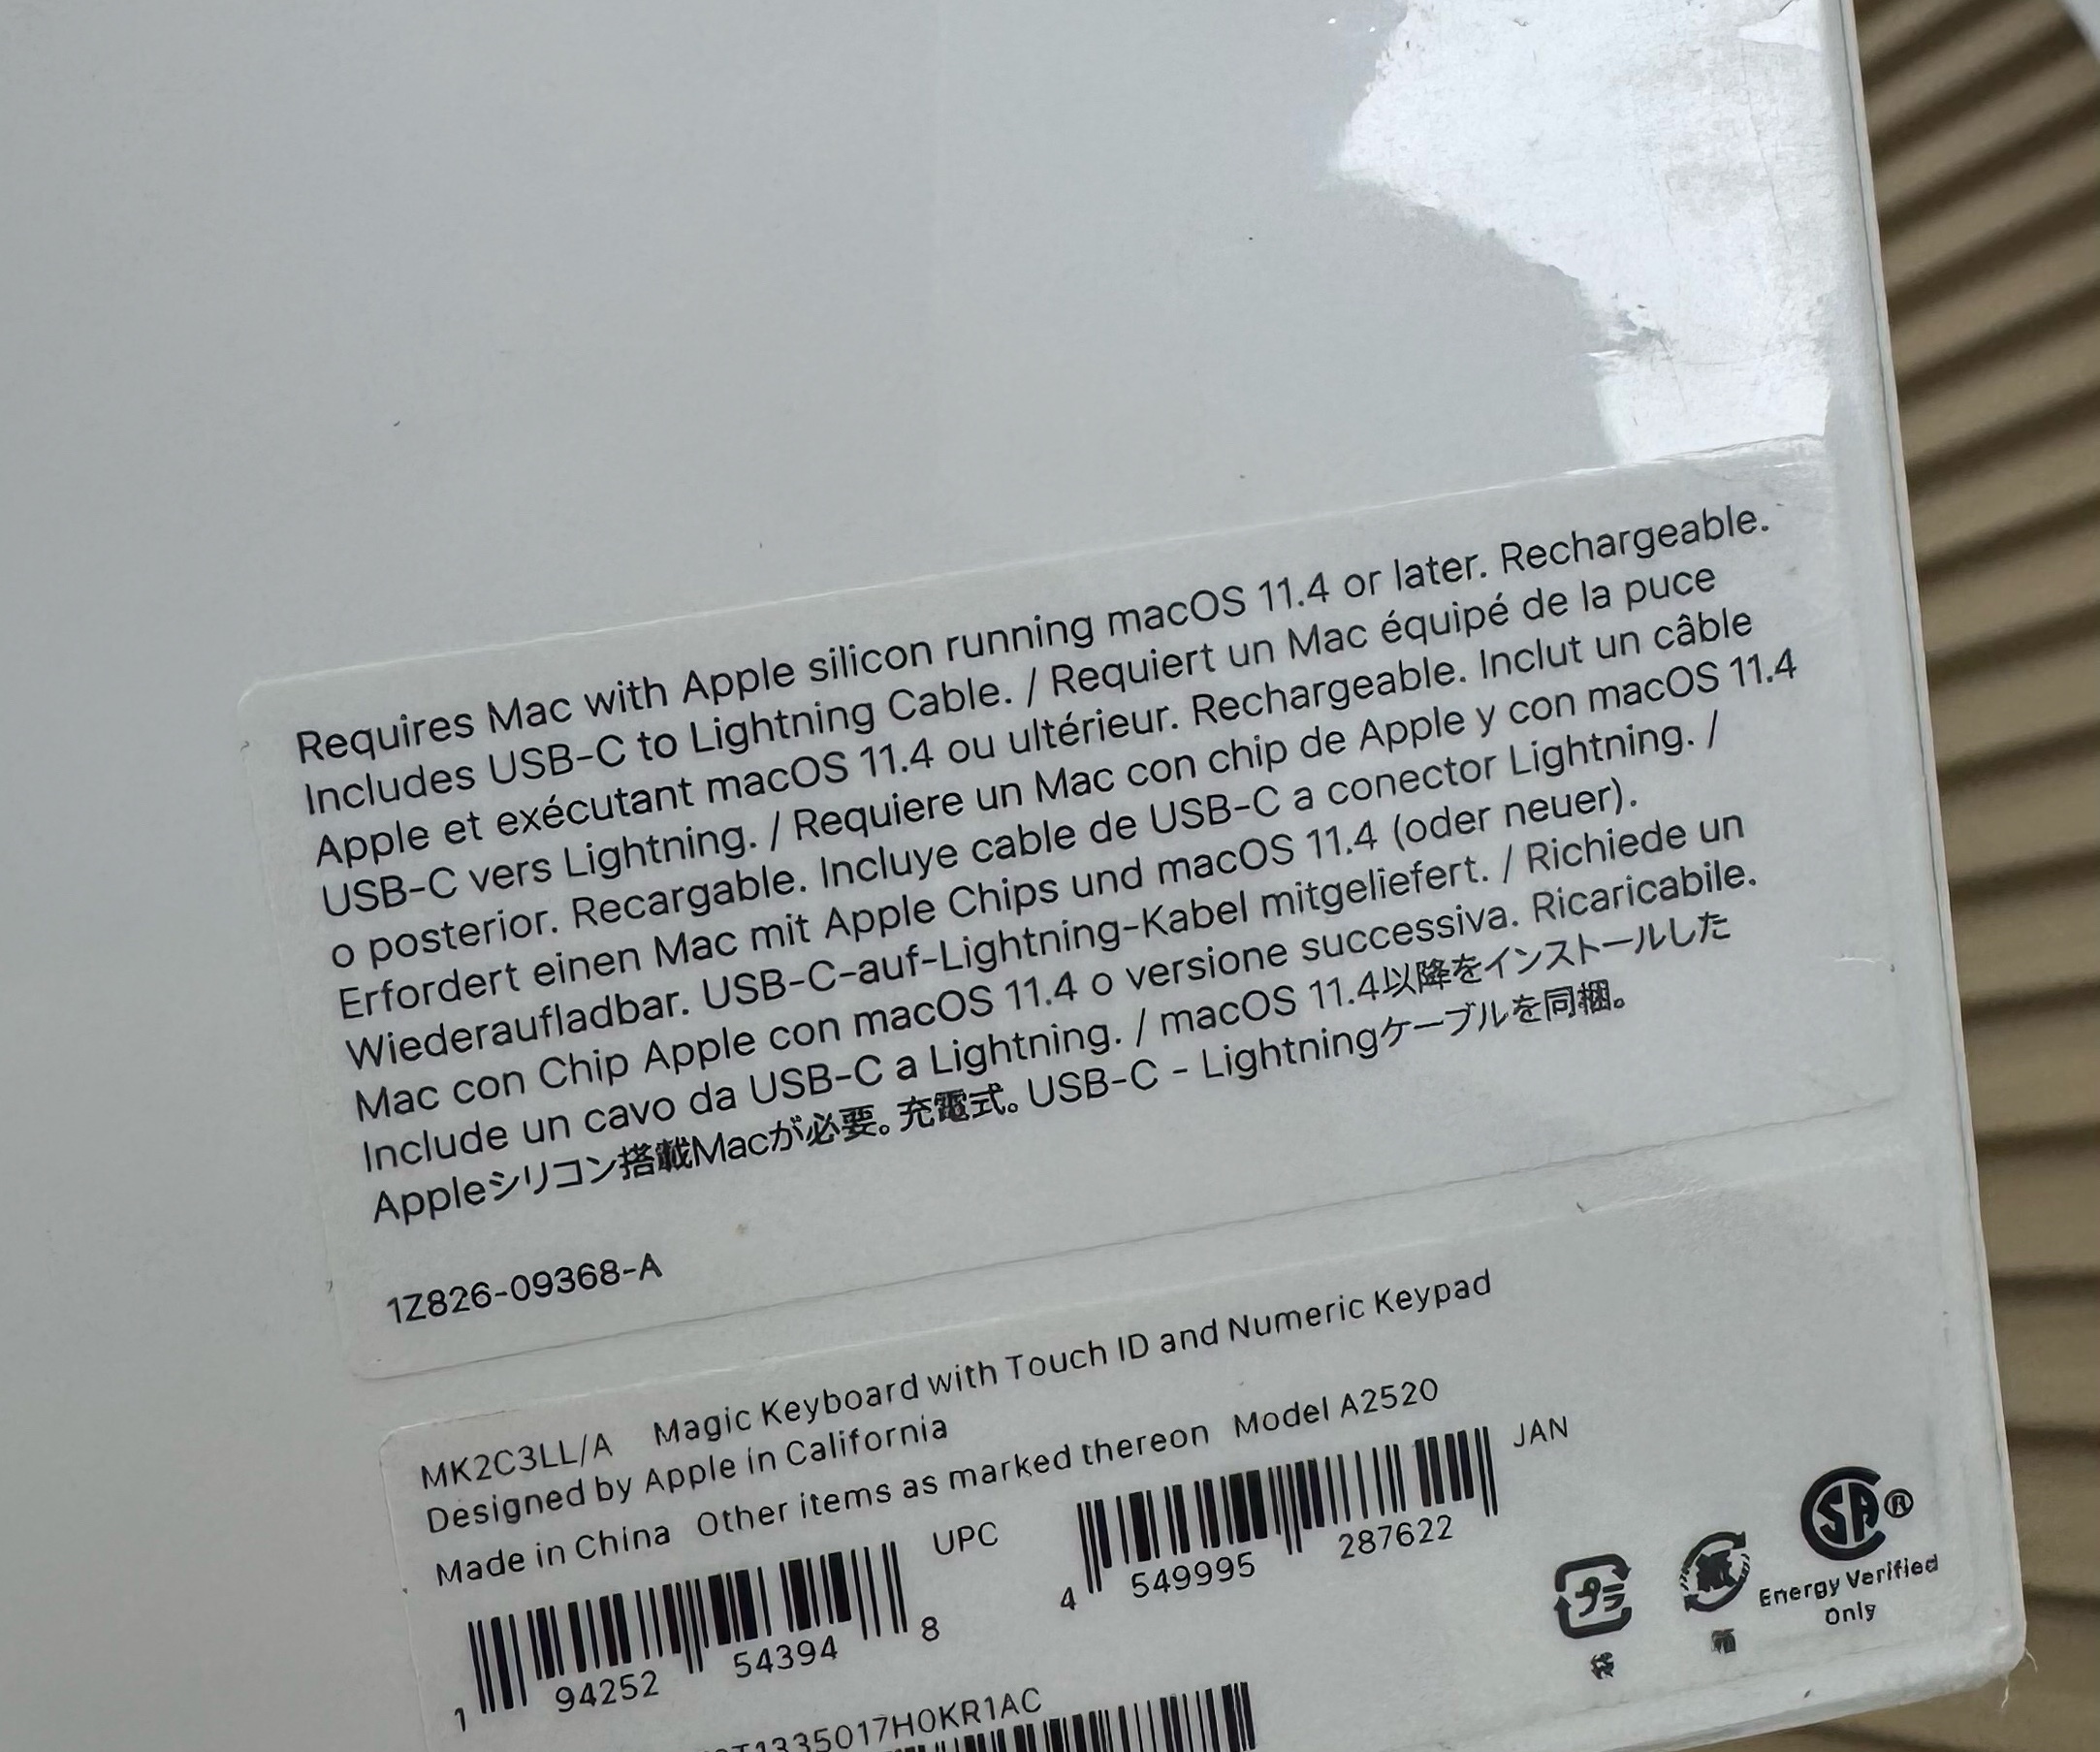 Requires Mac with Apple silicon running macOS 11.4 or later. Rechargeable.
Includes USB-C to Lightning Cable. / Requiert un Mac équipé de la puce
Apple et exécutant macOS 11.4 ou ultérieur. Rechargeable. Inclut un câble
USB-C vers Lightning. / Requiere un Mac con chip de Apple y con macOS 11.4
o posterior. Recargable. Incluye cable de USB-C a conector Lightning. /
Erfordert einen Mac mit Apple Chips und macOS 11.4 (oder neuer).
Wiederaufladbar. USB-C-auf-Lightning-Kabel mitgeliefert. / Richiede un
Mac con Chip Apple con macOS 11.4 o versione successiva. Ricaricabile.
Include un cavo da USB-C a Lightning. / macOS 11.4以降をインストールした
Appleシリコン搭載Macが必要。充電式。USB-C - Lightningケーブルを同梱。
1Z826-09368-A
MK2C3LL/A Magic Keyboard with Touch ID and Numeric Keypad
Designed by Apple in California
Made in China Other items as marked thereon Model A2520
UPC
1 94252 54394 8
JAN
4 549995 287622
プラ
SA®
Energy Verified
Only